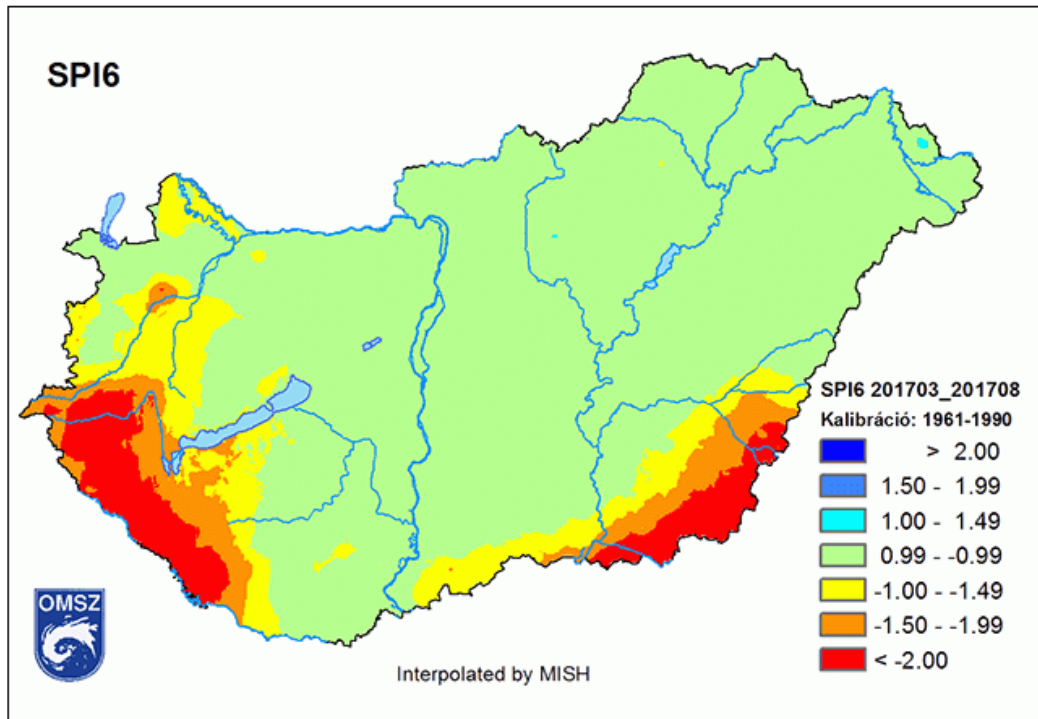 SPI6
SPI6 201703_201708
Kalibráció: 1961-1990
> 2.00
1.50 - 1.99
1.00 - 1.49
0.99 - -0.99
-1.00 - -1.49
-1.50 - -1.99
< -2.00
OMSZ
Interpolated by MISH